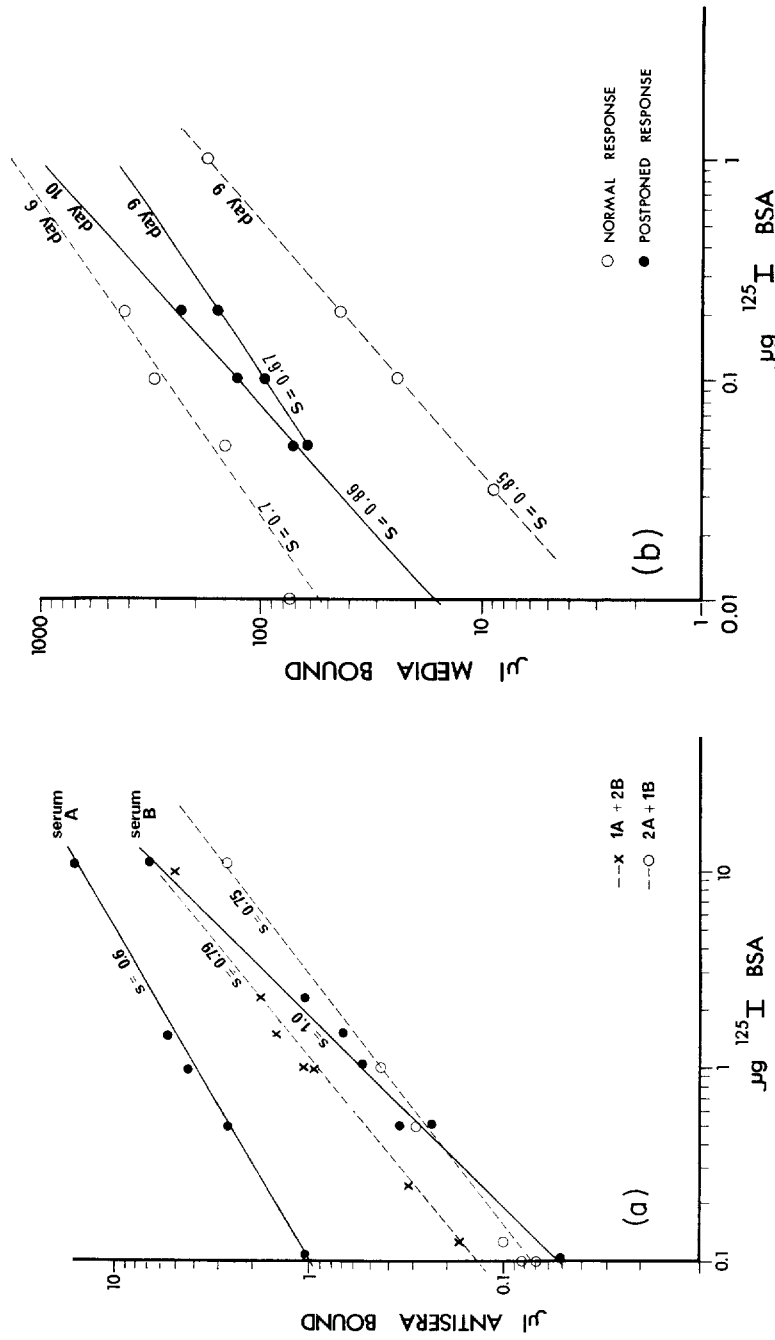 (a)
µl ANTISERA BOUND
10
1
0.1
0.1
1
10
µg 125I BSA
serum
A
serum
B
s = 0.6
s = 0.79
s = 1.0
s = 0.75
--x-- 1A + 2B
--○-- 2A + 1B
(b)
µl MEDIA BOUND
1000
100
10
1
0.01
0.1
1
µg 125I BSA
day 6
day 10
day 9
day 9
S = 0.7
S = 0.86
S = 0.67
S = 0.85
○ NORMAL RESPONSE
● POSTPONED RESPONSE